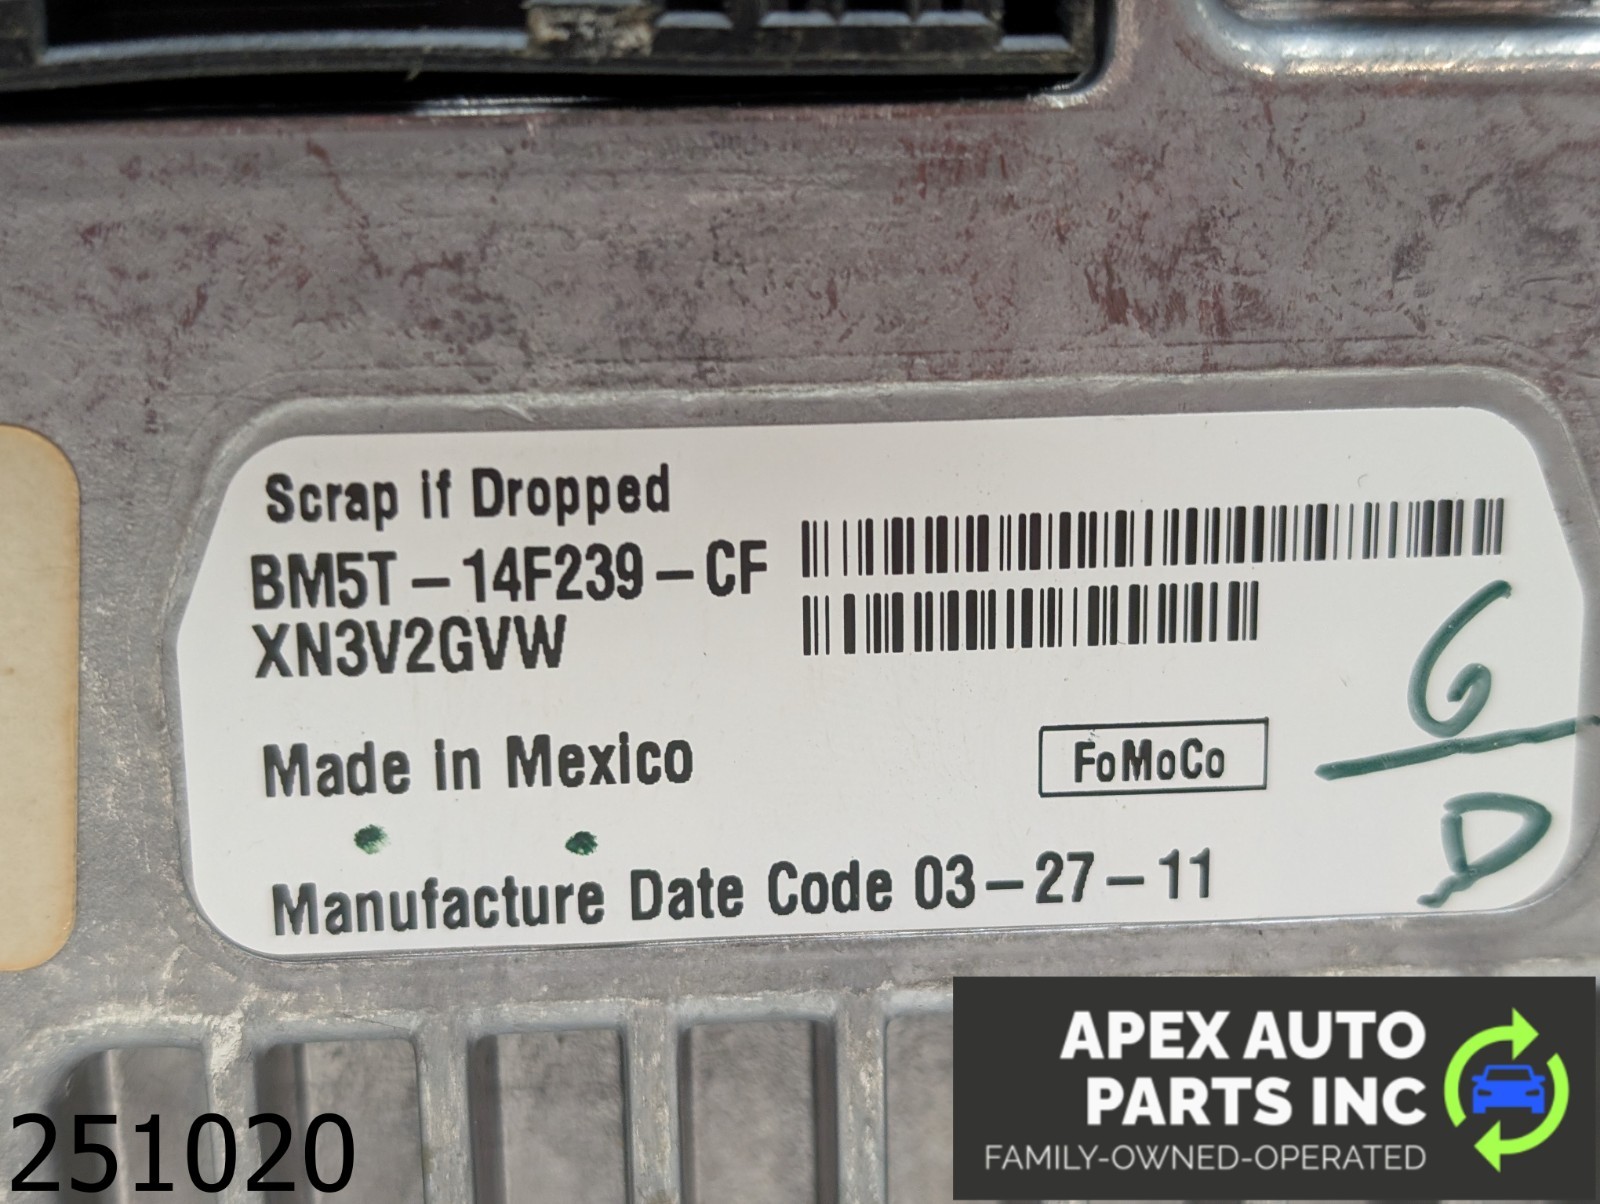 Scrap if Dropped
BM5T-14F239-CF
XN3V2GVW
Made in Mexico
FoMoCo
Manufacture Date Code 03-27-11
6
D
APEX AUTO
PARTS INC
FAMILY-OWNED-OPERATED
251020